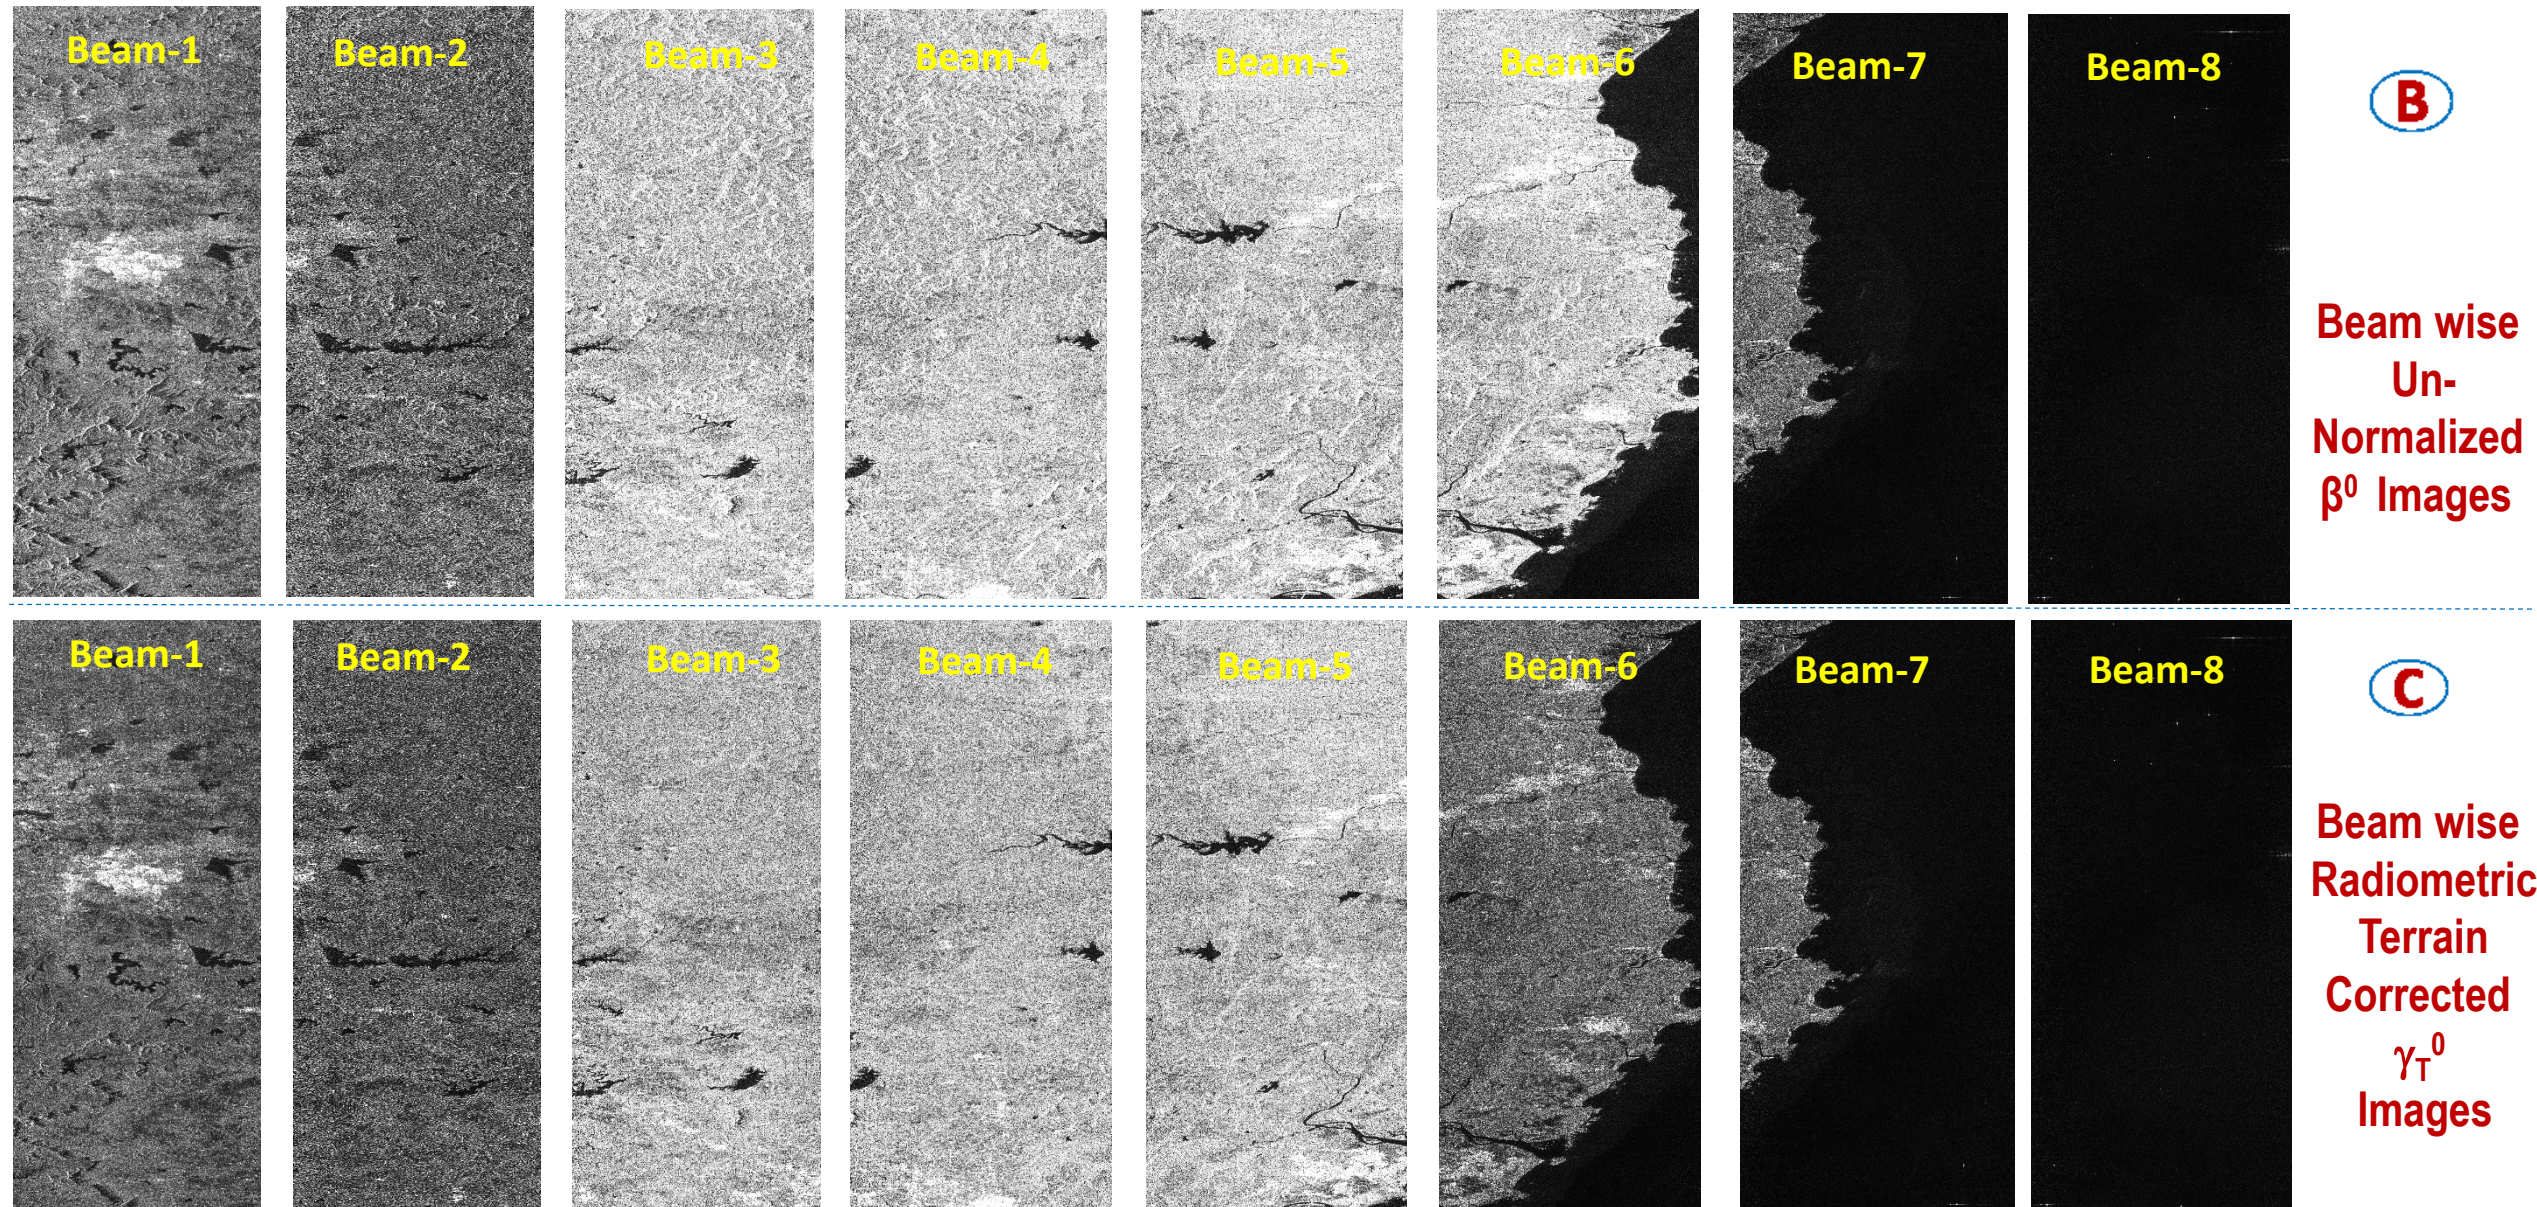 Beam-1 Beam-2 Beam-3 Beam-4 Beam-5 Beam-6 Beam-7 Beam-8
B
Beam wise
Un-
Normalized
β⁰ Images
Beam-1 Beam-2 Beam-3 Beam-4 Beam-5 Beam-6 Beam-7 Beam-8
C
Beam wise
Radiometric
Terrain
Corrected
γT⁰
Images